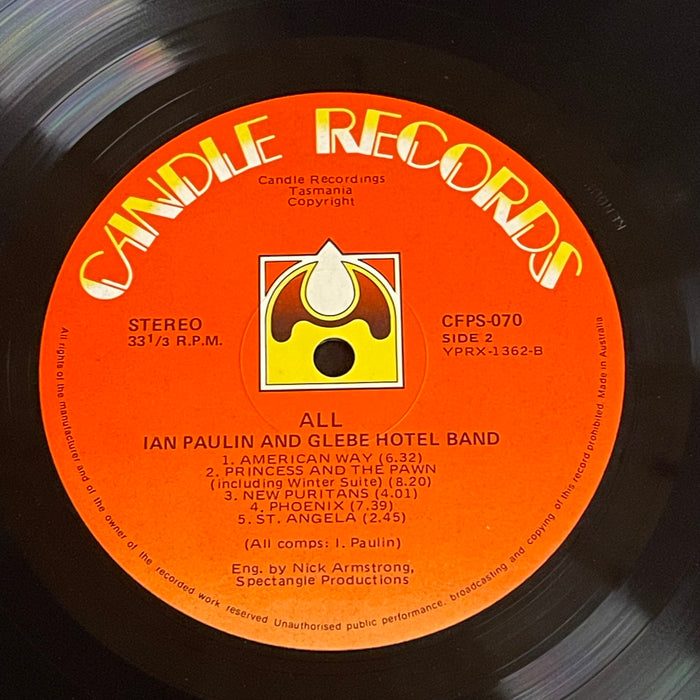 CANDLE RECORDS
Candle Recordings
Tasmania
Copyright
STEREO
33 1/3 R.P.M.
CFPS-070
SIDE 2
YPRX-1362-B
ALL
IAN PAULIN AND GLEBE HOTEL BAND
1. AMERICAN WAY (6.32)
2. PRINCESS AND THE PAWN
(including Winter Suite) (8.20)
3. NEW PURITANS (4.01)
4. PHOENIX (7.39)
5. ST. ANGELA (2.45)
(All comps: I. Paulin)
Eng. by Nick Armstrong,
Spectangle Productions
All rights of the manufacturer and of the owner of the recorded work reserved Unauthorised public performance, broadcasting and copying of this record prohibited. Made in Australia